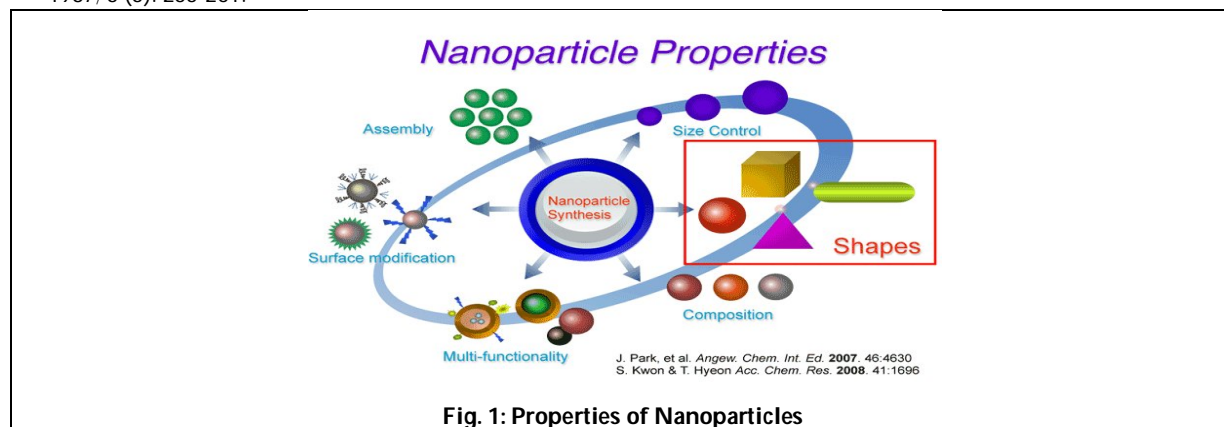 Nanoparticle Properties
Assembly
Size Control
Nanoparticle
Synthesis
Shapes
Surface modification
Composition
Multi-functionality
J. Park, et al. Angew. Chem. Int. Ed. 2007. 46:4630
S. Kwon & T. Hyeon Acc. Chem. Res. 2008. 41:1696
Fig. 1: Properties of Nanoparticles